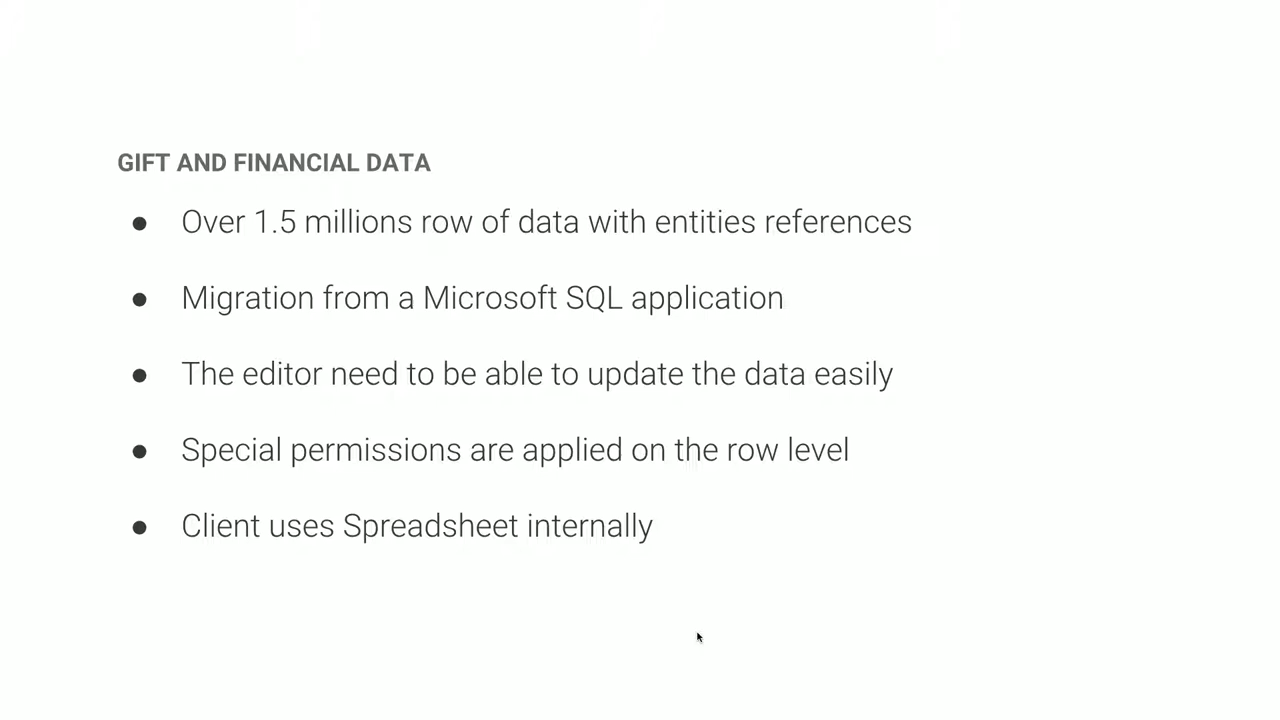 GIFT AND FINANCIAL DATA
● Over 1.5 millions row of data with entities references
● Migration from a Microsoft SQL application
● The editor need to be able to update the data easily
● Special permissions are applied on the row level
● Client uses Spreadsheet internally